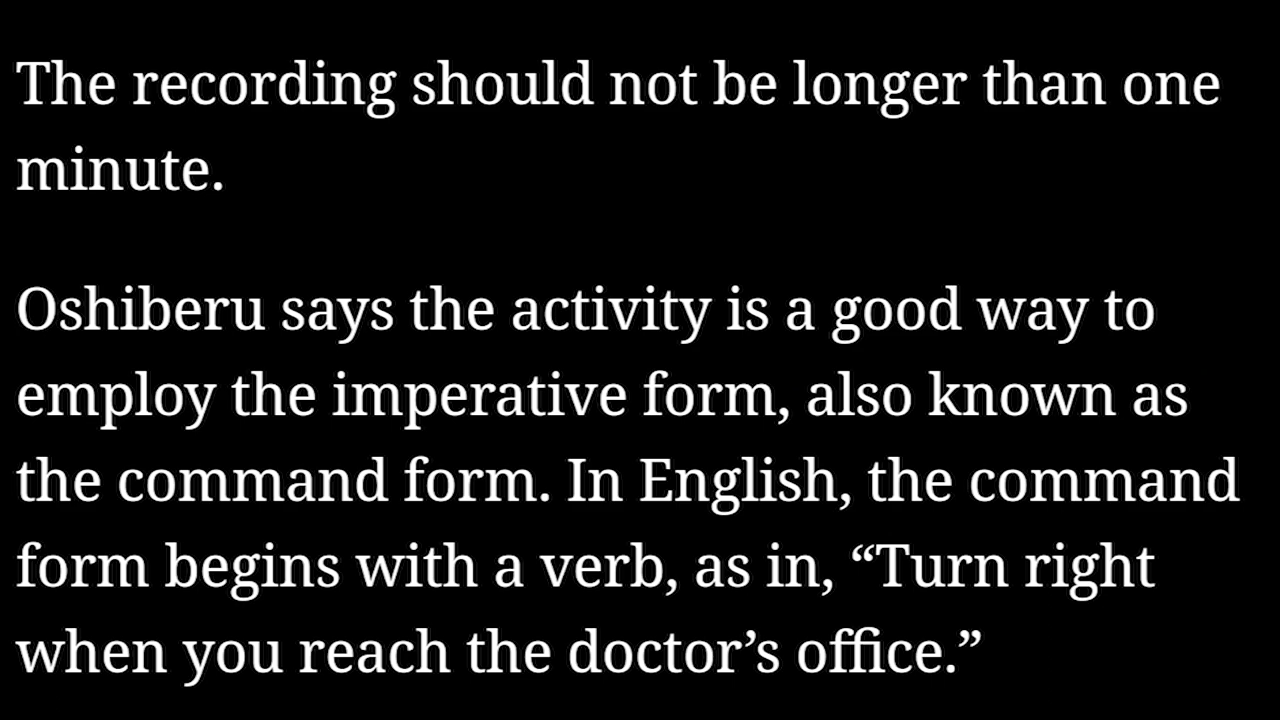 The recording should not be longer than one
minute.
Oshiberu says the activity is a good way to
employ the imperative form, also known as
the command form. In English, the command
form begins with a verb, as in, “Turn right
when you reach the doctor’s office.”